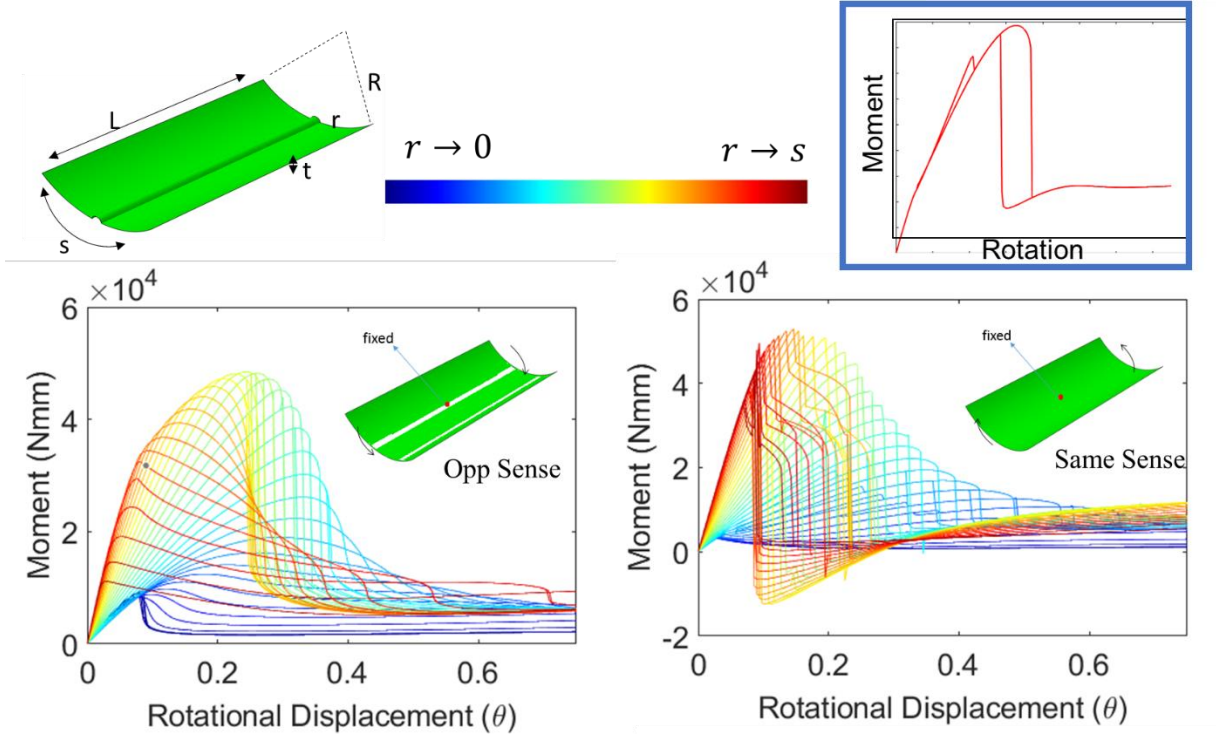 L
R
r
t
s
r → 0
r → s
Moment
Rotation
×10⁴
6
4
2
0
0
0.2
0.4
0.6
Moment (Nmm)
Rotational Displacement (θ)
fixed
Opp Sense
×10⁴
6
4
2
0
-2
0
0.2
0.4
0.6
Moment (Nmm)
Rotational Displacement (θ)
fixed
Same Sense